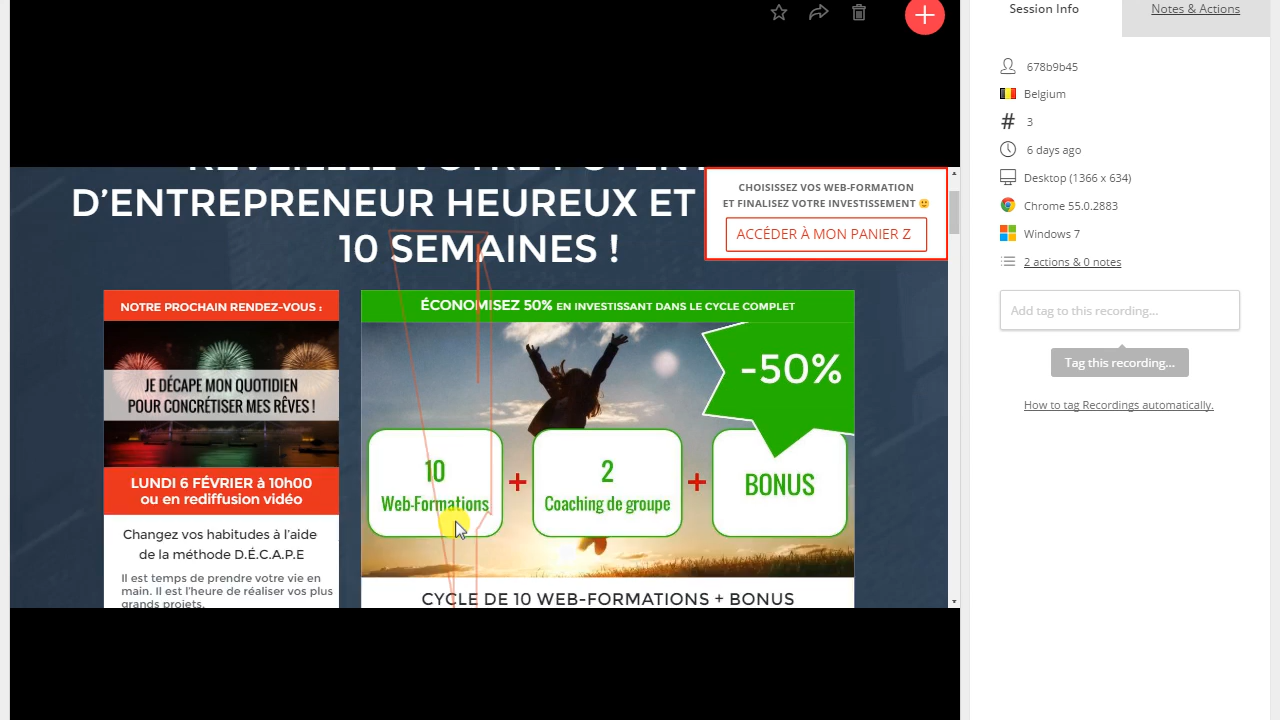 Session Info
Notes & Actions
678b9b45
Belgium
# 3
6 days ago
Desktop (1366 x 634)
Chrome 55.0.2883
Windows 7
2 actions & 0 notes
Add tag to this recording...
Tag this recording...
How to tag Recordings automatically.
D’ENTREPRENEUR HEUREUX ET
10 SEMAINES !
CHOISISSEZ VOS WEB-FORMATION
ET FINALISEZ VOTRE INVESTISSEMENT 🙂
ACCÉDER À MON PANIER Z
NOTRE PROCHAIN RENDEZ-VOUS :
JE DÉCAPE MON QUOTIDIEN
POUR CONCRÉTISER MES RÊVES !
LUNDI 6 FÉVRIER à 10h00
ou en rediffusion vidéo
Changez vos habitudes à l’aide
de la méthode D.É.C.A.P.E
Il est temps de prendre votre vie en
main. Il est l’heure de réaliser vos plus
grands projets.
ÉCONOMISEZ 50% EN INVESTISSANT DANS LE CYCLE COMPLET
-50%
10
Web-Formations
+
2
Coaching de groupe
+
BONUS
CYCLE DE 10 WEB-FORMATIONS + BONUS